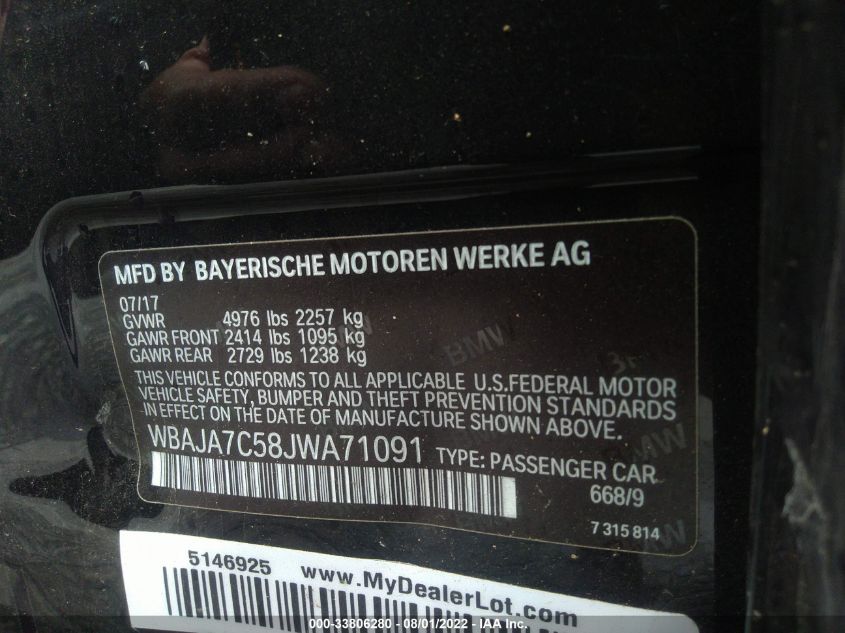 MFD BY BAYERISCHE MOTOREN WERKE AG
07/17
GVWR 4976 lbs 2257 kg
GAWR FRONT 2414 lbs 1095 kg
GAWR REAR 2729 lbs 1238 kg
THIS VEHICLE CONFORMS TO ALL APPLICABLE U.S.FEDERAL MOTOR
VEHICLE SAFETY, BUMPER AND THEFT PREVENTION STANDARDS
IN EFFECT ON THE DATE OF MANUFACTURE SHOWN ABOVE.
WBAJA7C58JWA71091 TYPE: PASSENGER CAR
668/9
7 315 814
BMW
BMW
BMW
5146925 www.MyDealerLot.com
000-33806280 - 08/01/2022 - IAA Inc.